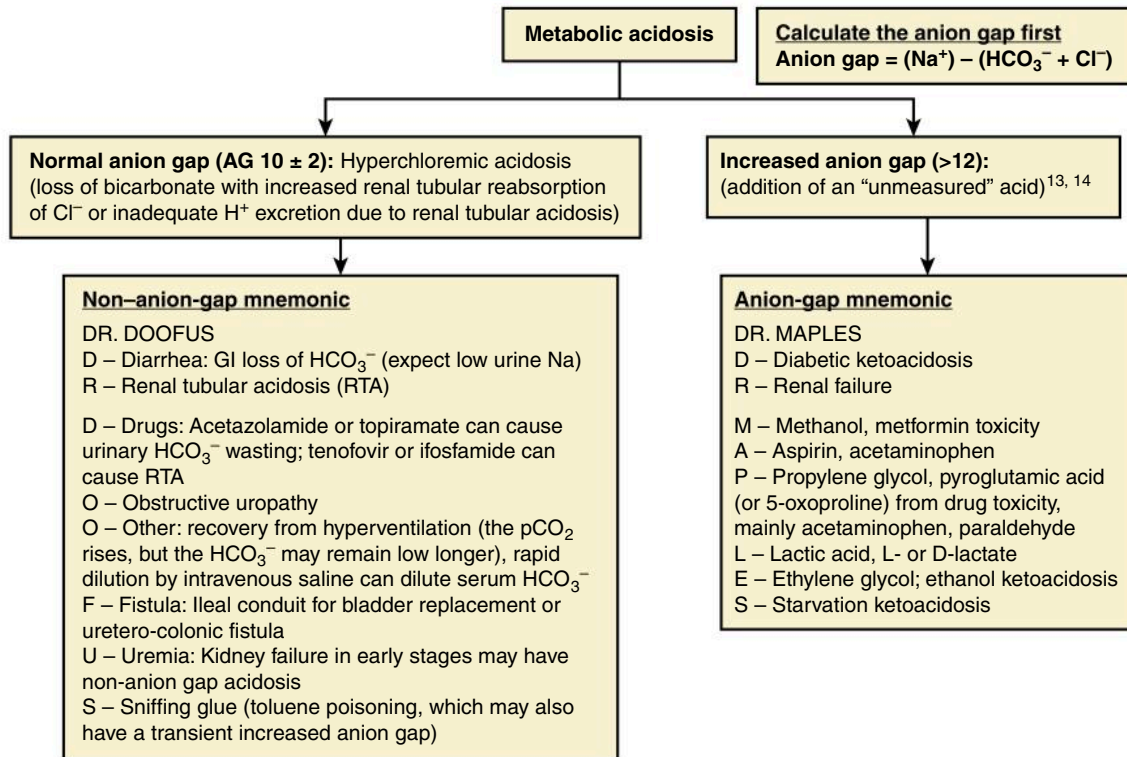 Metabolic acidosis
Calculate the anion gap first
Anion gap = (Na⁺) – (HCO₃⁻ + Cl⁻)
Normal anion gap (AG 10 ± 2): Hyperchloremic acidosis
(loss of bicarbonate with increased renal tubular reabsorption
of Cl⁻ or inadequate H⁺ excretion due to renal tubular acidosis)
Increased anion gap (>12):
(addition of an “unmeasured” acid)¹³, ¹⁴
Non–anion-gap mnemonic
DR. DOOFUS
D – Diarrhea: GI loss of HCO₃⁻ (expect low urine Na)
R – Renal tubular acidosis (RTA)
D – Drugs: Acetazolamide or topiramate can cause
urinary HCO₃⁻ wasting; tenofovir or ifosfamide can
cause RTA
O – Obstructive uropathy
O – Other: recovery from hyperventilation (the pCO₂
rises, but the HCO₃⁻ may remain low longer), rapid
dilution by intravenous saline can dilute serum HCO₃⁻
F – Fistula: Ileal conduit for bladder replacement or
uretero-colonic fistula
U – Uremia: Kidney failure in early stages may have
non-anion gap acidosis
S – Sniffing glue (toluene poisoning, which may also
have a transient increased anion gap)
Anion-gap mnemonic
DR. MAPLES
D – Diabetic ketoacidosis
R – Renal failure
M – Methanol, metformin toxicity
A – Aspirin, acetaminophen
P – Propylene glycol, pyroglutamic acid
(or 5-oxoproline) from drug toxicity,
mainly acetaminophen, paraldehyde
L – Lactic acid, L- or D-lactate
E – Ethylene glycol; ethanol ketoacidosis
S – Starvation ketoacidosis